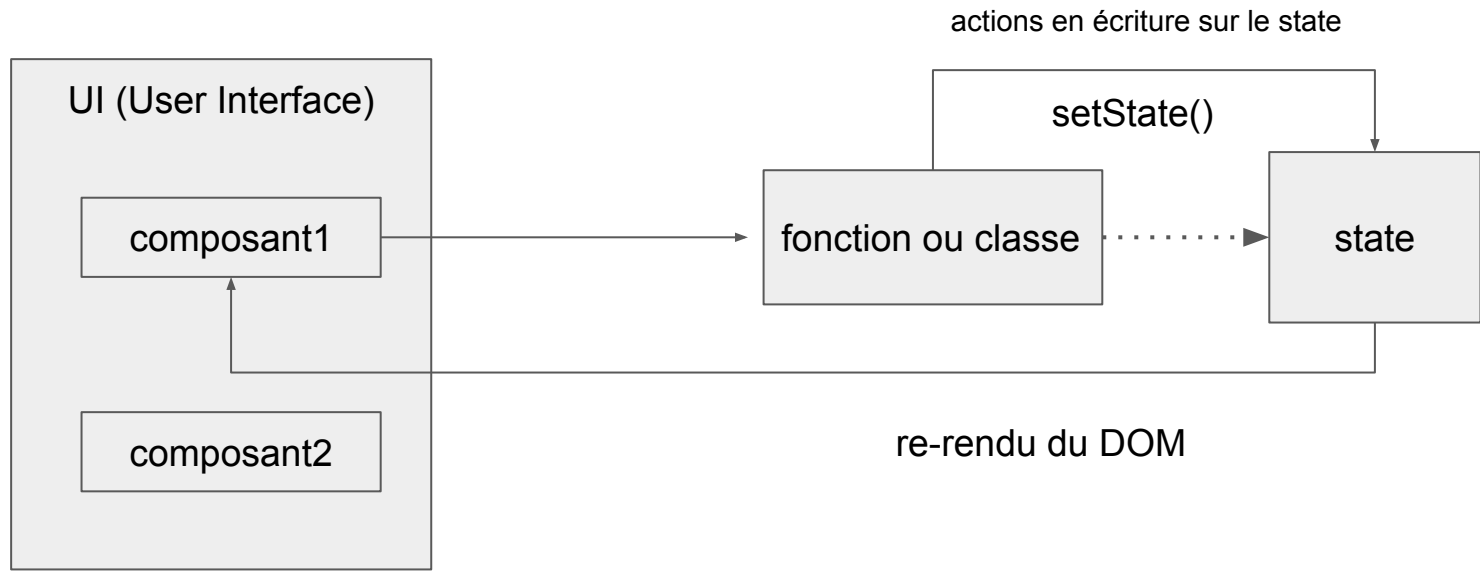 actions en écriture sur le state
UI (User Interface)
setState()
composant1
fonction ou classe
state
composant2
re-rendu du DOM